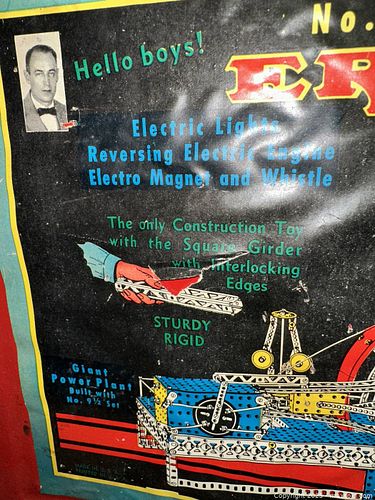 No.
Hello boys!
ER
Electric Lights
Reversing Electric Engine
Electro Magnet and Whistle
The only Construction Toy
with the Square Girder
with Interlocking
Edges
STURDY
RIGID
Giant
Power Plant
Built with
No. 9½ Set